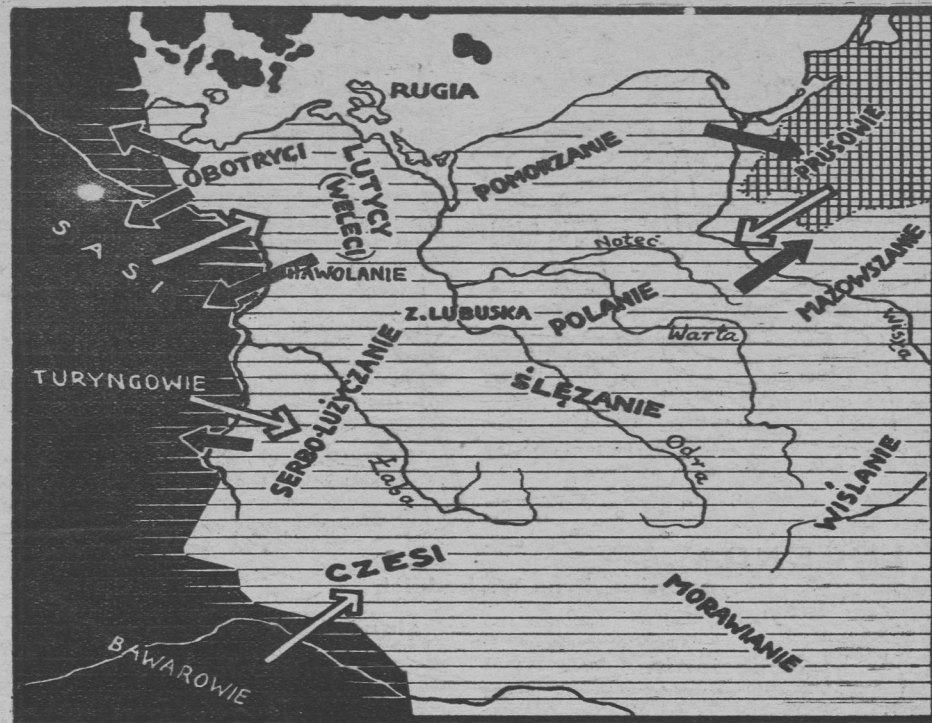 RUGIA
OBOTRYCI
LUTYCY
(WELECI)
POMORZANIE
PRUSOWIE
SASI
HAWOLANIE
Noteć
MAZOWSZANE
Z. LUBUSKA
POLANIE
Warta
Wisła
TURYNGOWIE
SERBO-ŁUŻYCZANIE
ŚLĘZANIE
Łaba
Odra
WIŚLANIE
CZESI
MORAWIANIE
BAWAROWIE